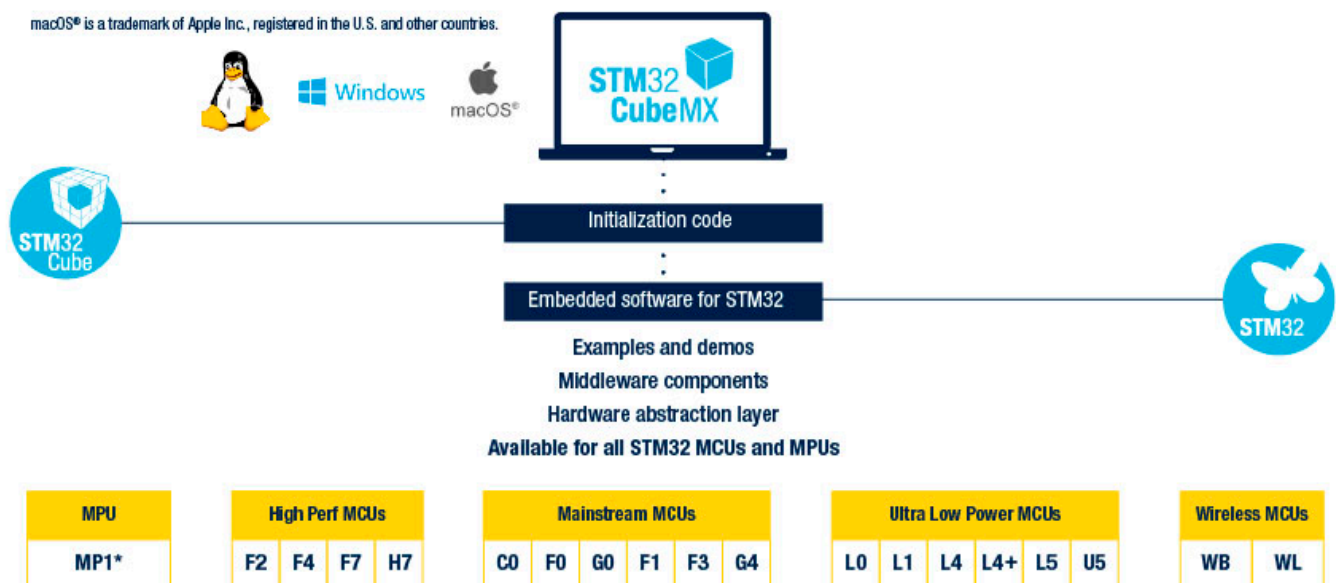 macOS® is a trademark of Apple Inc., registered in the U.S. and other countries.
Windows
macOS®
STM32
CubeMX
Initialization code
STM32
Cube
Embedded software for STM32
STM32
Examples and demos
Middleware components
Hardware abstraction layer
Available for all STM32 MCUs and MPUs
MPU High Perf MCUs Mainstream MCUs Ultra Low Power MCUs Wireless MCUs
MP1* F2 F4 F7 H7 C0 F0 G0 F1 F3 G4 L0 L1 L4 L4+ L5 U5 WB WL